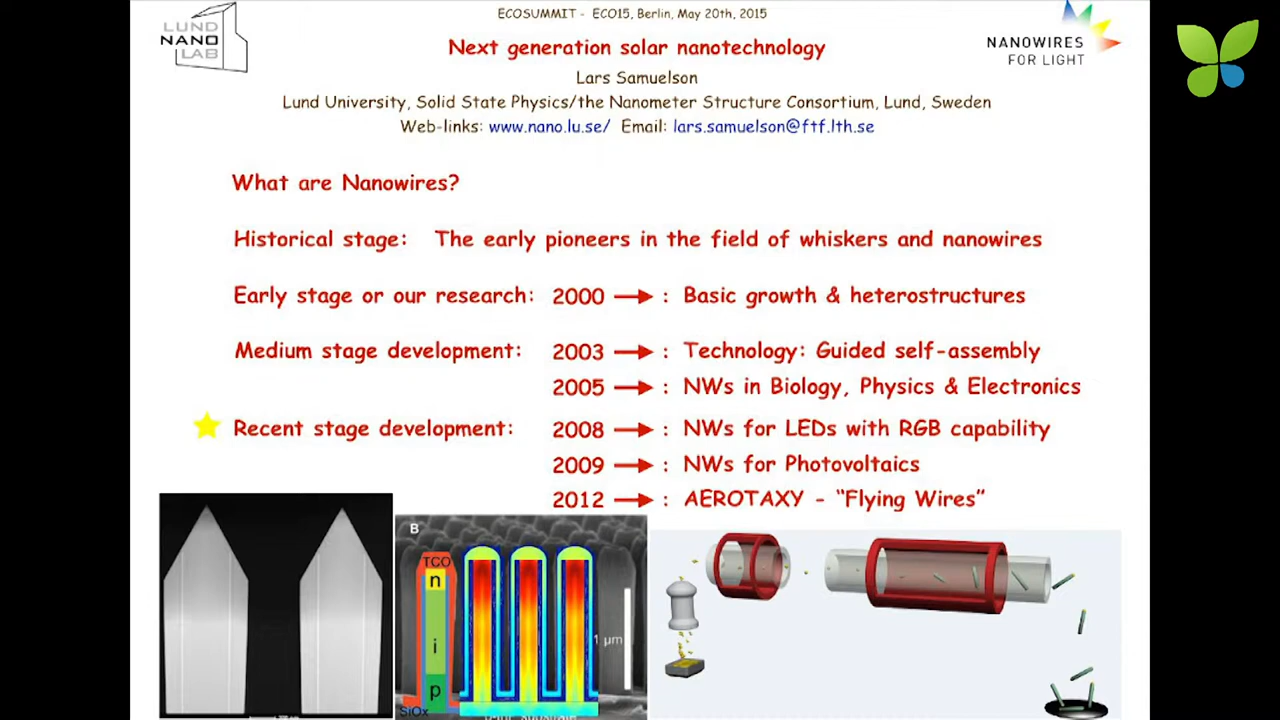 ECOSUMMIT - ECO15, Berlin, May 20th, 2015
LUND
NANO
LAB
Next generation solar nanotechnology
NANOWIRES
FOR LIGHT
Lars Samuelson
Lund University, Solid State Physics/the Nanometer Structure Consortium, Lund, Sweden
Web-links: www.nano.lu.se/ Email: lars.samuelson@ftf.lth.se
What are Nanowires?
Historical stage: The early pioneers in the field of whiskers and nanowires
Early stage or our research: 2000 → : Basic growth & heterostructures
Medium stage development: 2003 → : Technology: Guided self-assembly
2005 → : NWs in Biology, Physics & Electronics
Recent stage development: 2008 → : NWs for LEDs with RGB capability
2009 → : NWs for Photovoltaics
2012 → : AEROTAXY - “Flying Wires”
B
TCO
n
i
p
SiOx
1 μm